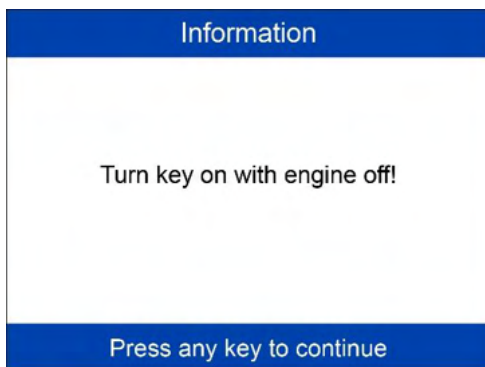 Information
Turn key on with engine off!
Press any key to continue